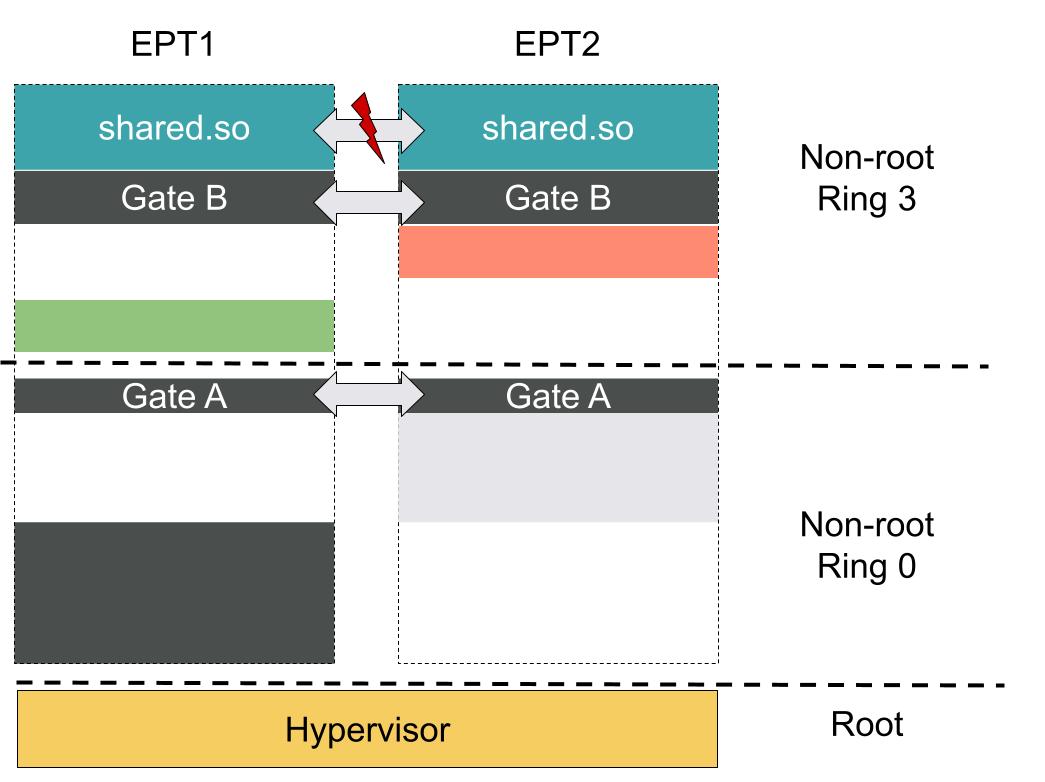 EPT1
EPT2
shared.so
shared.so
Non-root
Ring 3
Gate B
Gate B
Gate A
Gate A
Non-root
Ring 0
Hypervisor
Root